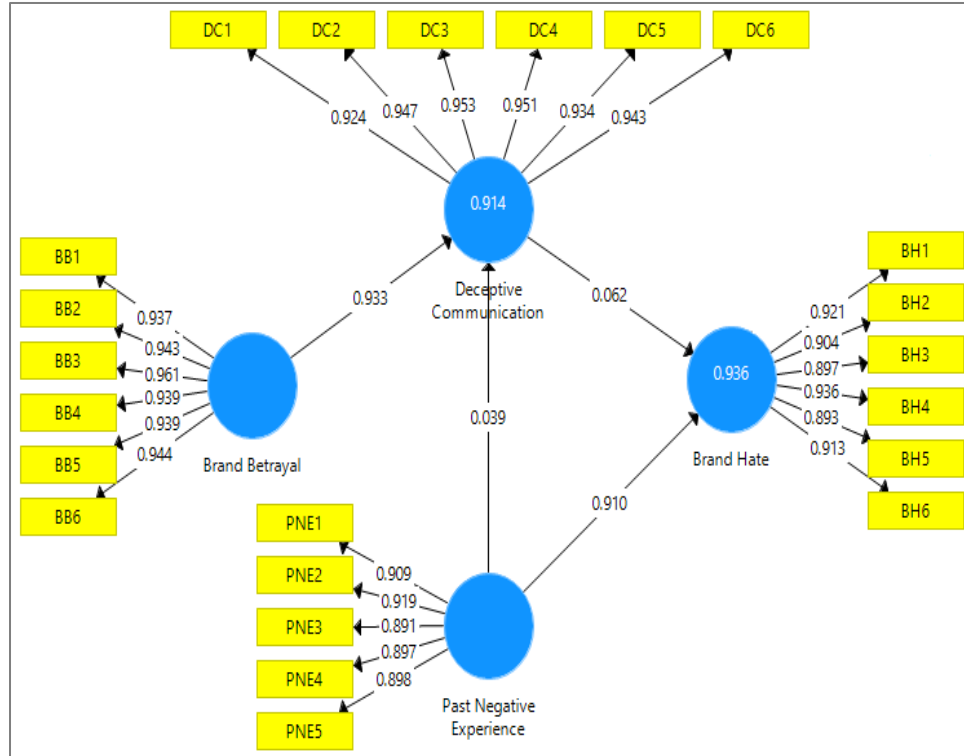 DC1
DC2
DC3
DC4
DC5
DC6
0.924
0.947
0.953
0.951
0.934
0.943
0.914
Deceptive
Communication
BB1
BB2
BB3
BB4
BB5
BB6
0.937
0.943
0.961
0.939
0.939
0.944
Brand Betrayal
0.933
0.062
0.039
0.910
BH1
BH2
BH3
BH4
BH5
BH6
0.921
0.904
0.897
0.936
0.893
0.913
0.936
Brand Hate
PNE1
PNE2
PNE3
PNE4
PNE5
0.909
0.919
0.891
0.897
0.898
Past Negative
Experience